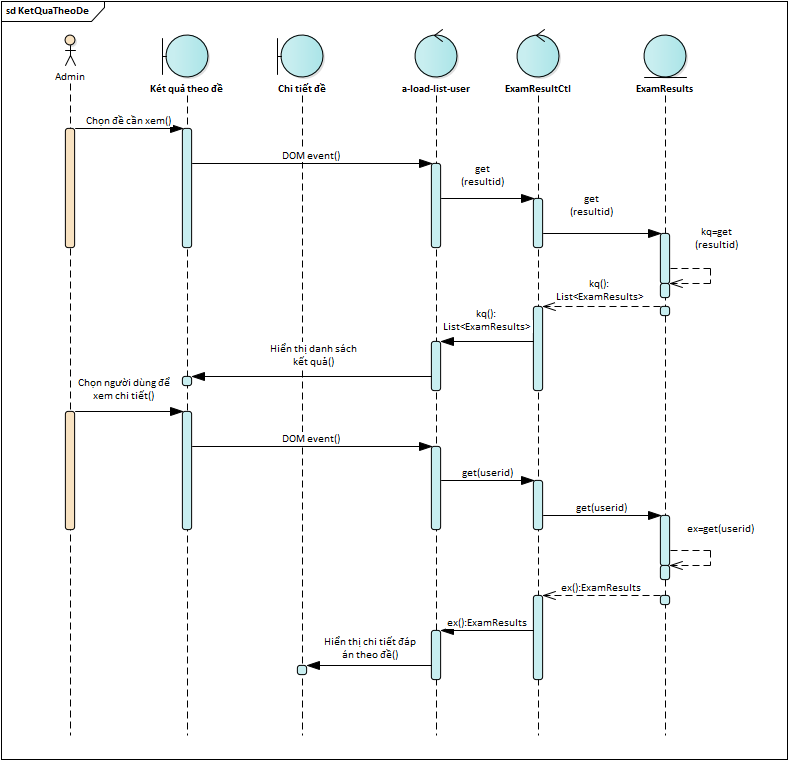 sd KetQuaTheoDe
Admin
Két quả theo đề
Chi tiết đề
a-load-list-user
ExamResultCtl
ExamResults
Chọn đề cần xem()
DOM event()
get
(resultid)
get
(resultid)
kq=get
(resultid)
kq():
List<ExamResults>
kq():
List<ExamResults>
Hiển thị danh sách
kết quả()
Chọn người dùng để
xem chi tiết()
DOM event()
get(userid)
get(userid)
ex=get(userid)
ex():ExamResults
ex():ExamResults
Hiển thị chi tiết đáp
án theo đề()